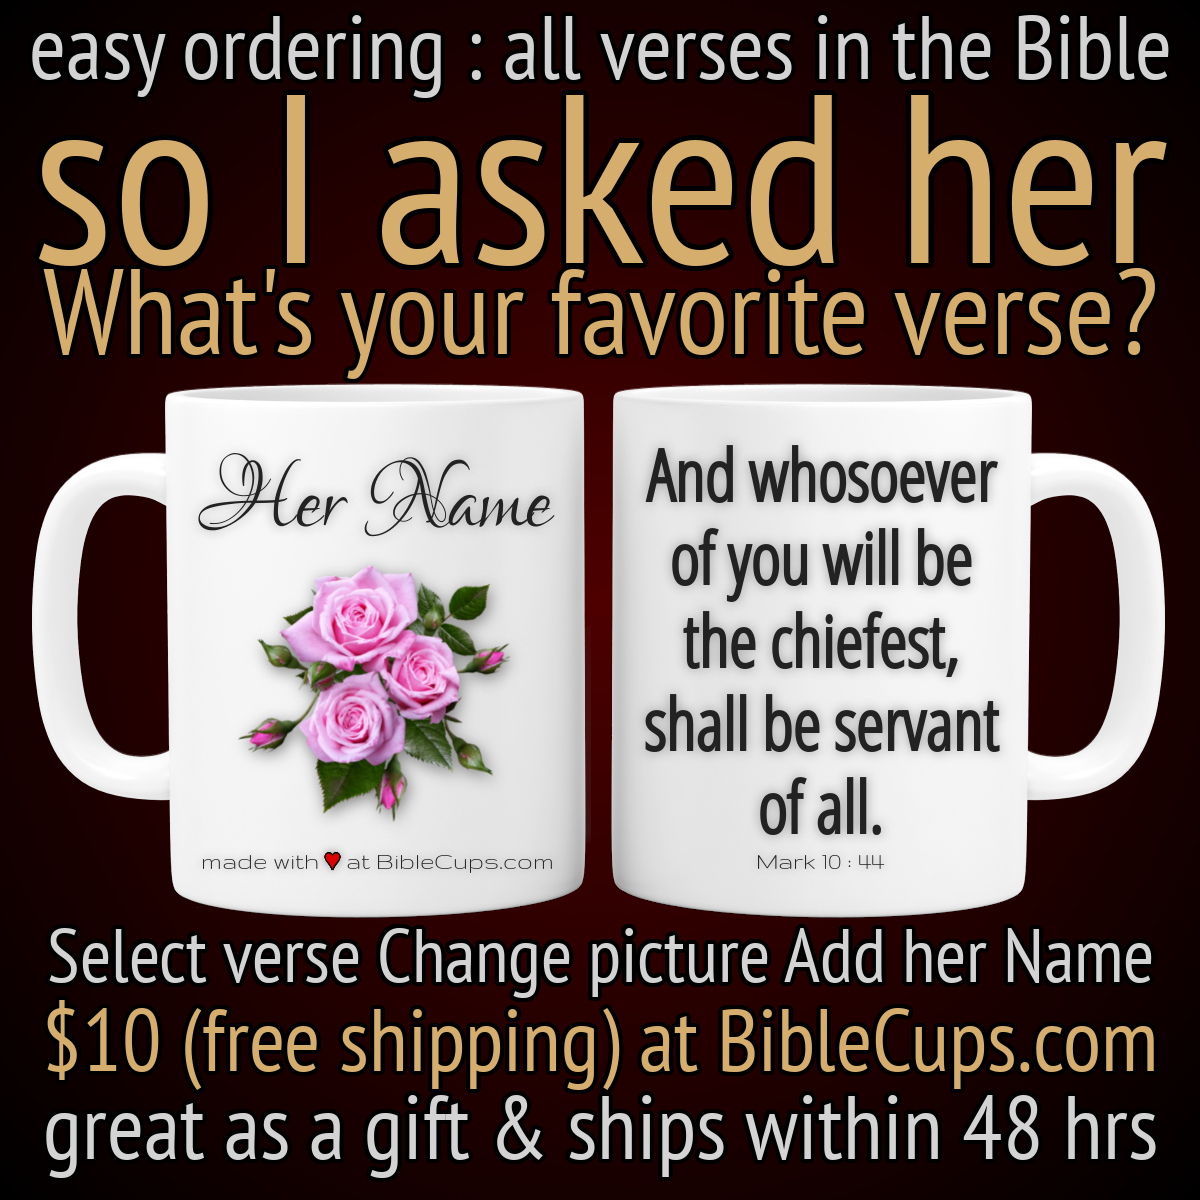 easy ordering : all verses in the Bible
so I asked her
What's your favorite verse?
Her Name
made with at BibleCups.com
And whosoever
of you will be
the chiefest,
shall be servant
of all.
Mark 10 : 44
Select verse Change picture Add her Name
$10 (free shipping) at BibleCups.com
great as a gift & ships within 48 hrs